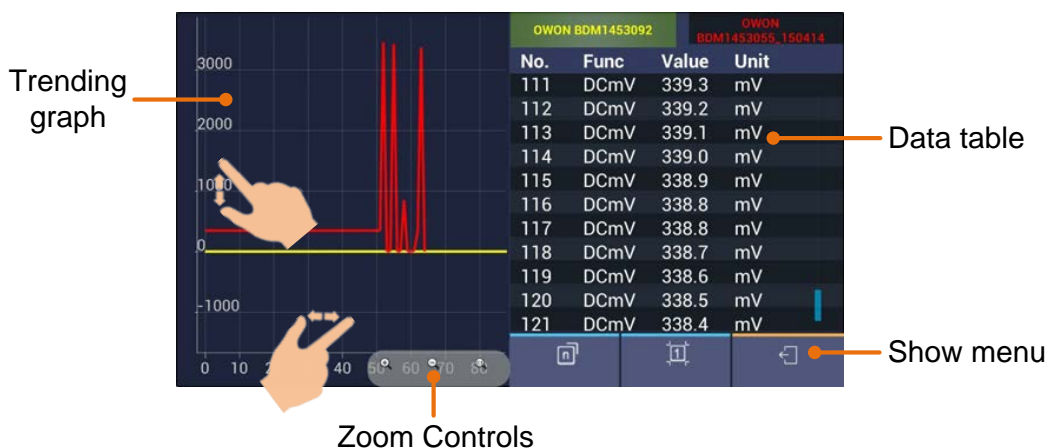 Trending
graph
3000
2000
1000
0
-1000
0 10 40 50 60 70 80
OWON BDM1453092
OWON
BDM1453055_150414
No. Func Value Unit
111 DCmV 339.3 mV
112 DCmV 339.2 mV
113 DCmV 339.1 mV
114 DCmV 339.0 mV
115 DCmV 338.9 mV
116 DCmV 338.8 mV
117 DCmV 338.8 mV
118 DCmV 338.7 mV
119 DCmV 338.6 mV
120 DCmV 338.5 mV
121 DCmV 338.4 mV
n
1
Data table
Show menu
Zoom Controls